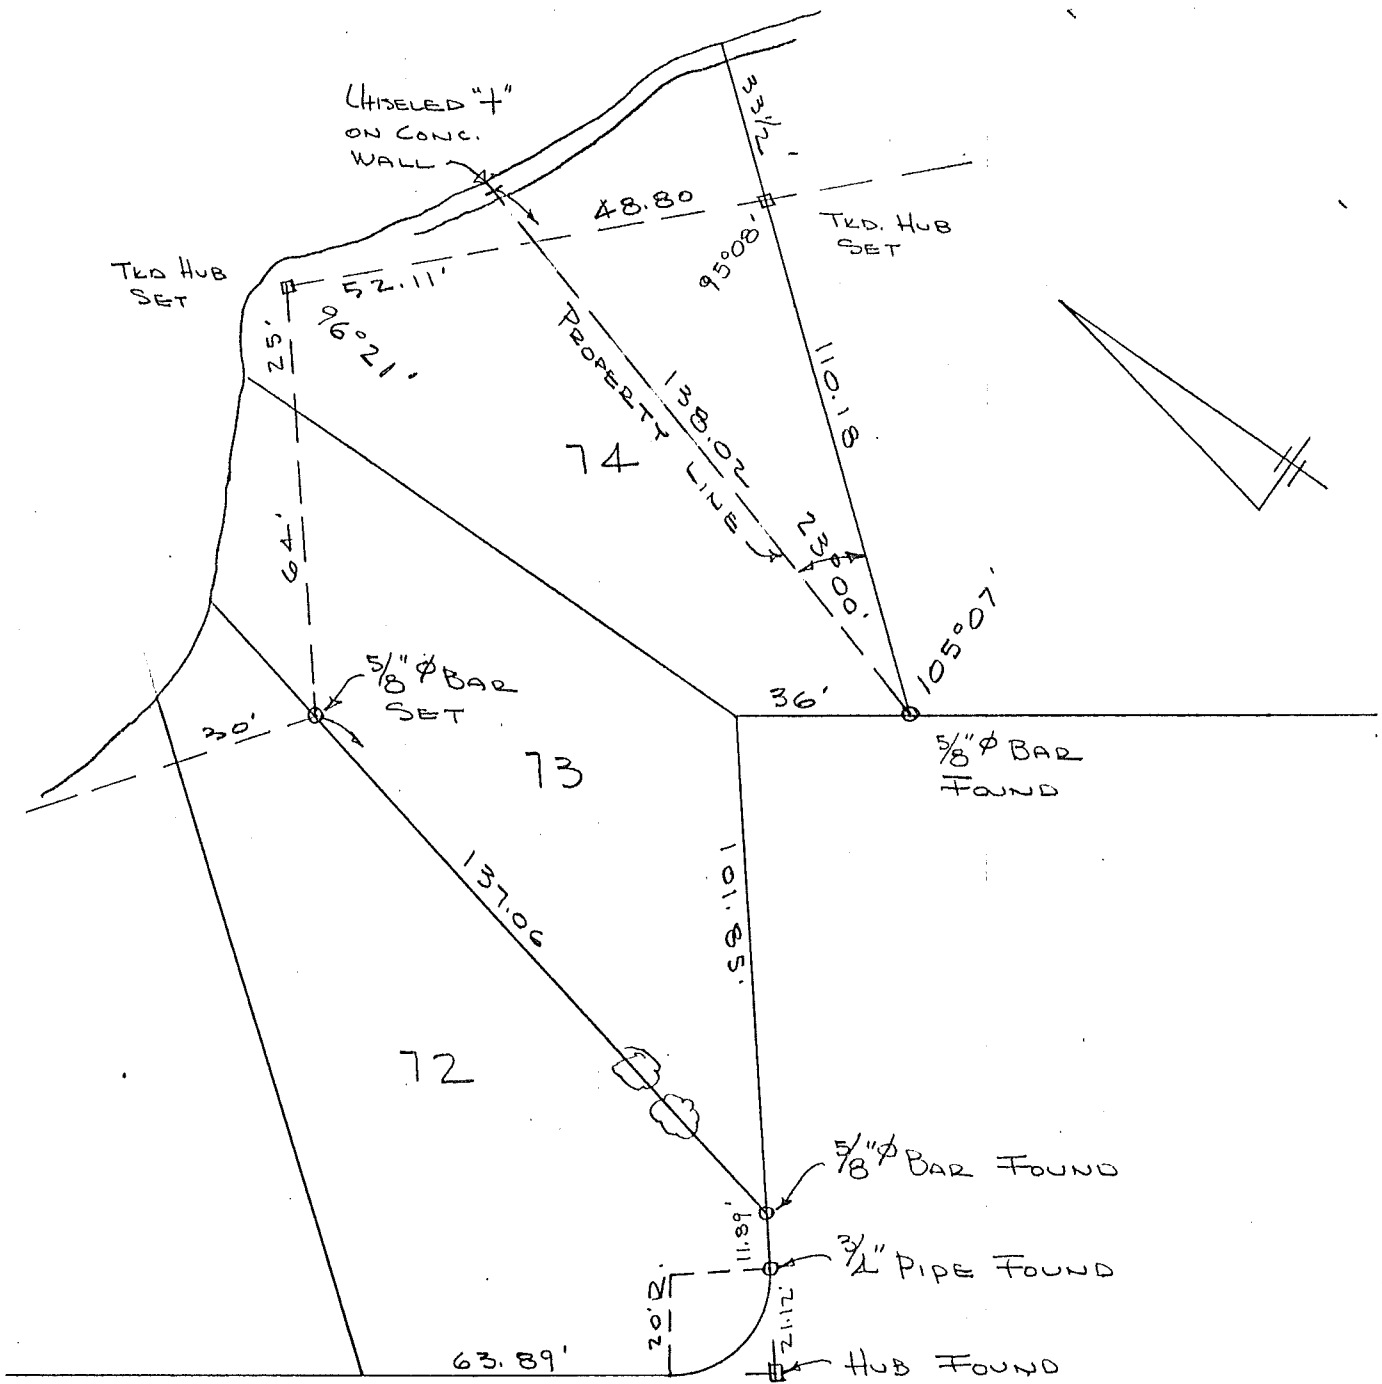 CHISELED "+"
ON CONC.
WALL
33 1/2'
48.80
TKD. HUB
SET
95°08'
TKD HUB
SET
52.11'
96°21'
25'
PROPERTY LINE
138.02
110.18
74
23°00'
64'
105°07'
5/8" Φ BAR
SET
36'
30'
5/8" Φ BAR
FOUND
73
137.06
101.85'
72
5/8" Φ BAR FOUND
11.89'
3/4" PIPE FOUND
20'R.
21.12'
63.89'
HUB FOUND